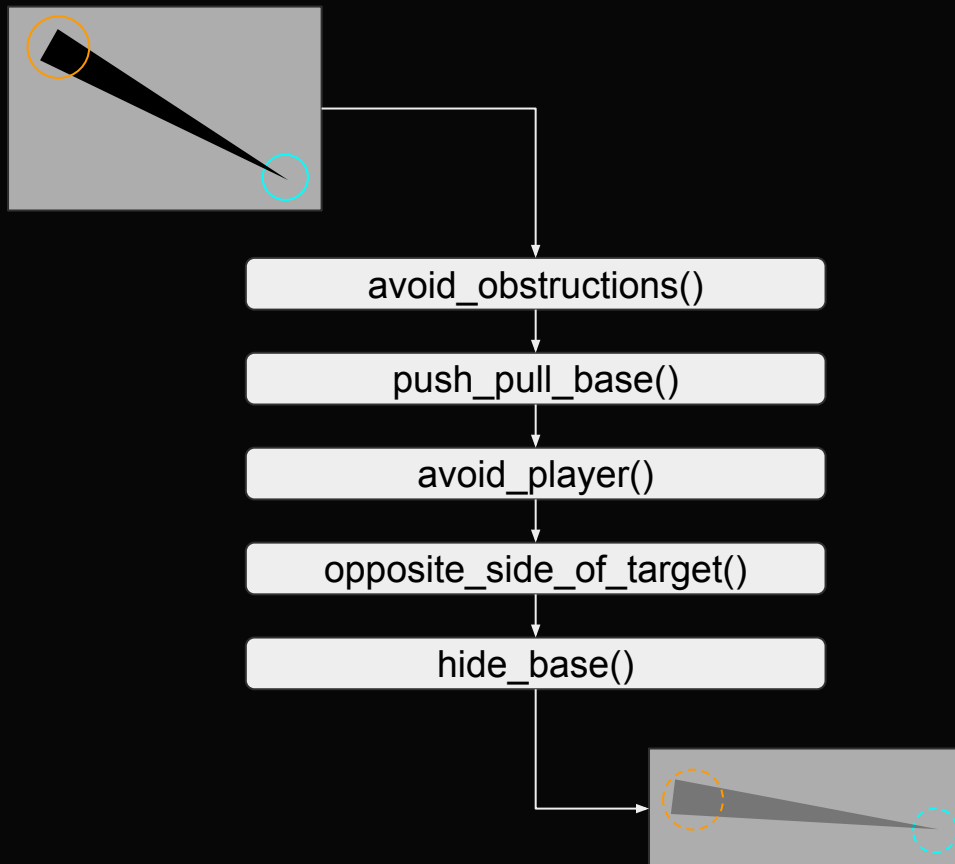 avoid_obstructions()
push_pull_base()
avoid_player()
opposite_side_of_target()
hide_base()